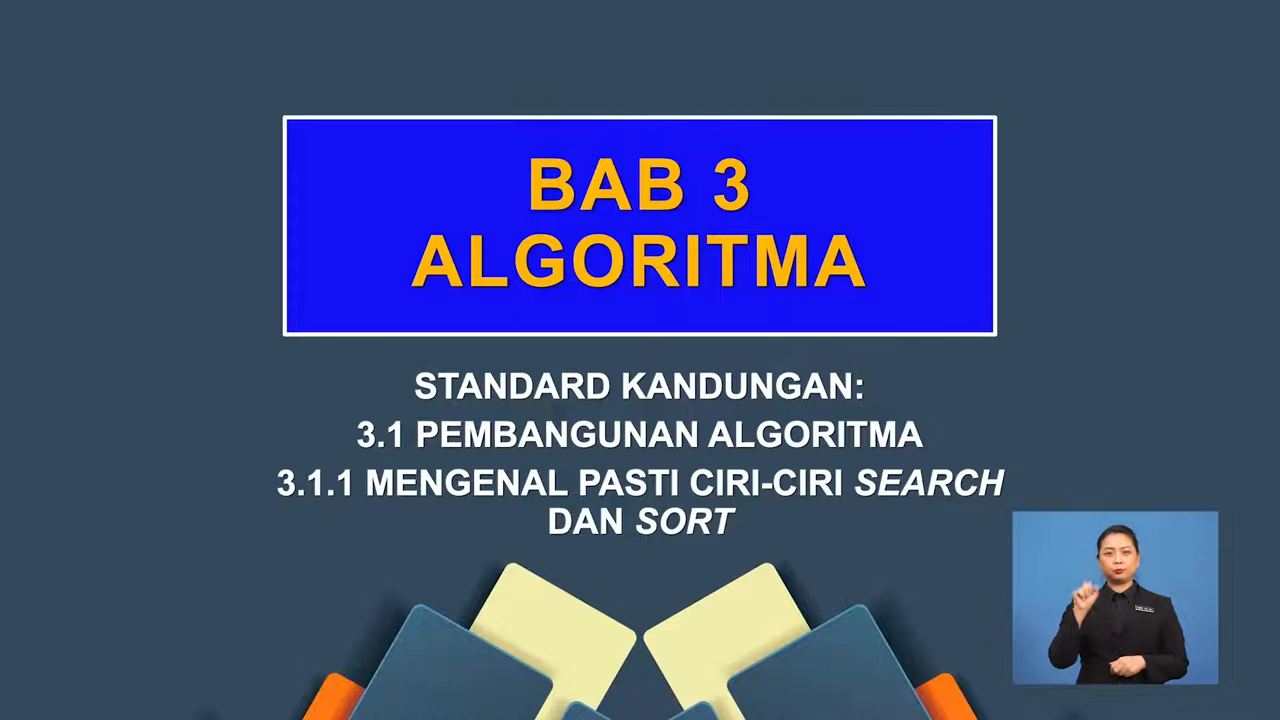 BAB 3
ALGORITMA
STANDARD KANDUNGAN:
3.1 PEMBANGUNAN ALGORITMA
3.1.1 MENGENAL PASTI CIRI-CIRI SEARCH
DAN SORT